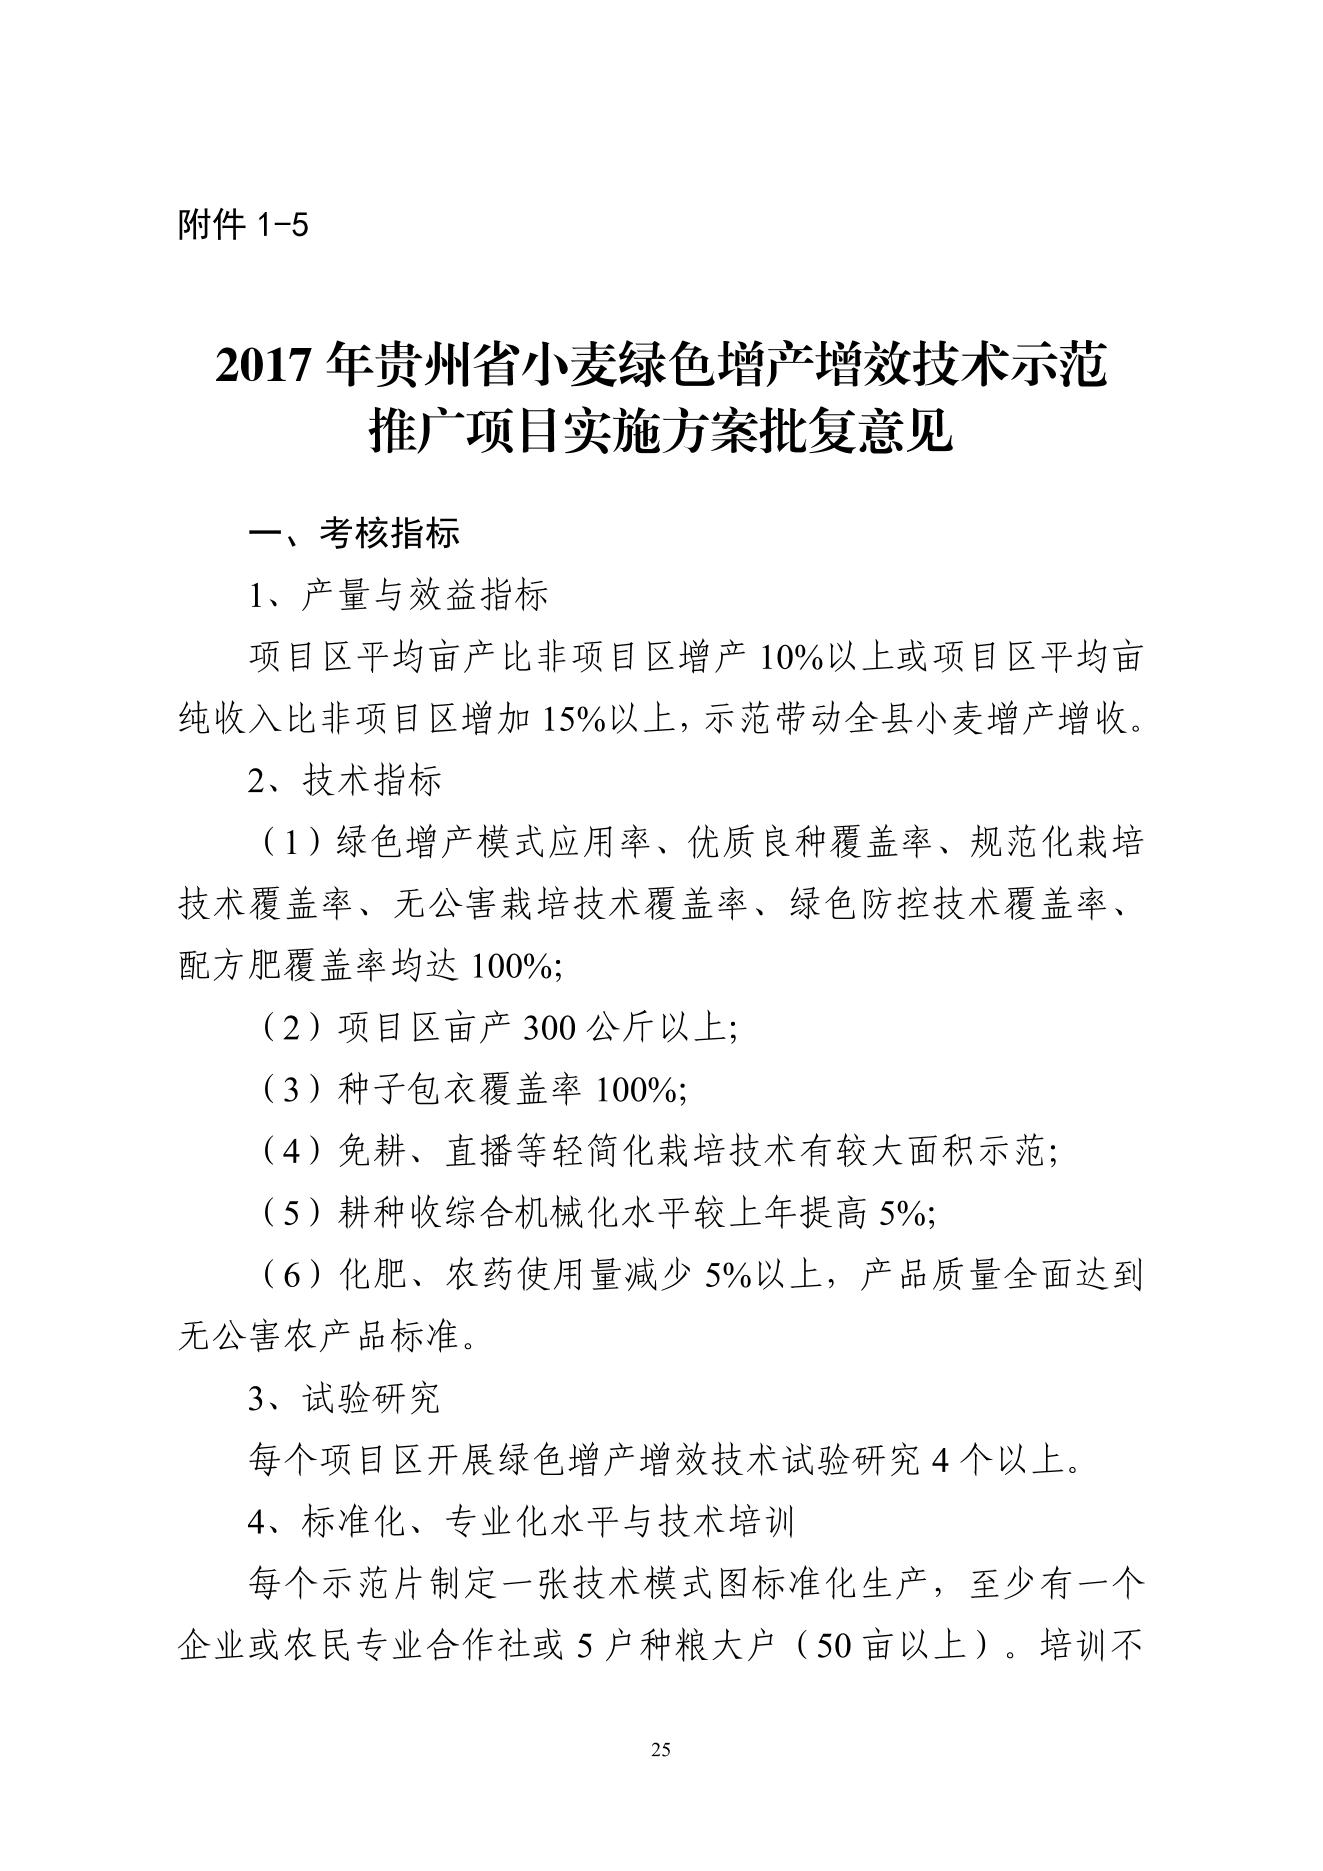 附件 1-5
2017 年贵州省小麦绿色增产增效技术示范
推广项目实施方案批复意见
一、考核指标
1、产量与效益指标
项目区平均亩产比非项目区增产 10%以上或项目区平均亩
纯收入比非项目区增加 15%以上，示范带动全县小麦增产增收。
2、技术指标
（1）绿色增产模式应用率、优质良种覆盖率、规范化栽培
技术覆盖率、无公害栽培技术覆盖率、绿色防控技术覆盖率、
配方肥覆盖率均达 100%;
（2）项目区亩产 300 公斤以上;
（3）种子包衣覆盖率 100%;
（4）免耕、直播等轻简化栽培技术有较大面积示范;
（5）耕种收综合机械化水平较上年提高 5%;
（6）化肥、农药使用量减少 5%以上，产品质量全面达到
无公害农产品标准。
3、试验研究
每个项目区开展绿色增产增效技术试验研究 4 个以上。
4、标准化、专业化水平与技术培训
每个示范片制定一张技术模式图标准化生产，至少有一个
企业或农民专业合作社或 5 户种粮大户（50 亩以上）。培训不
25